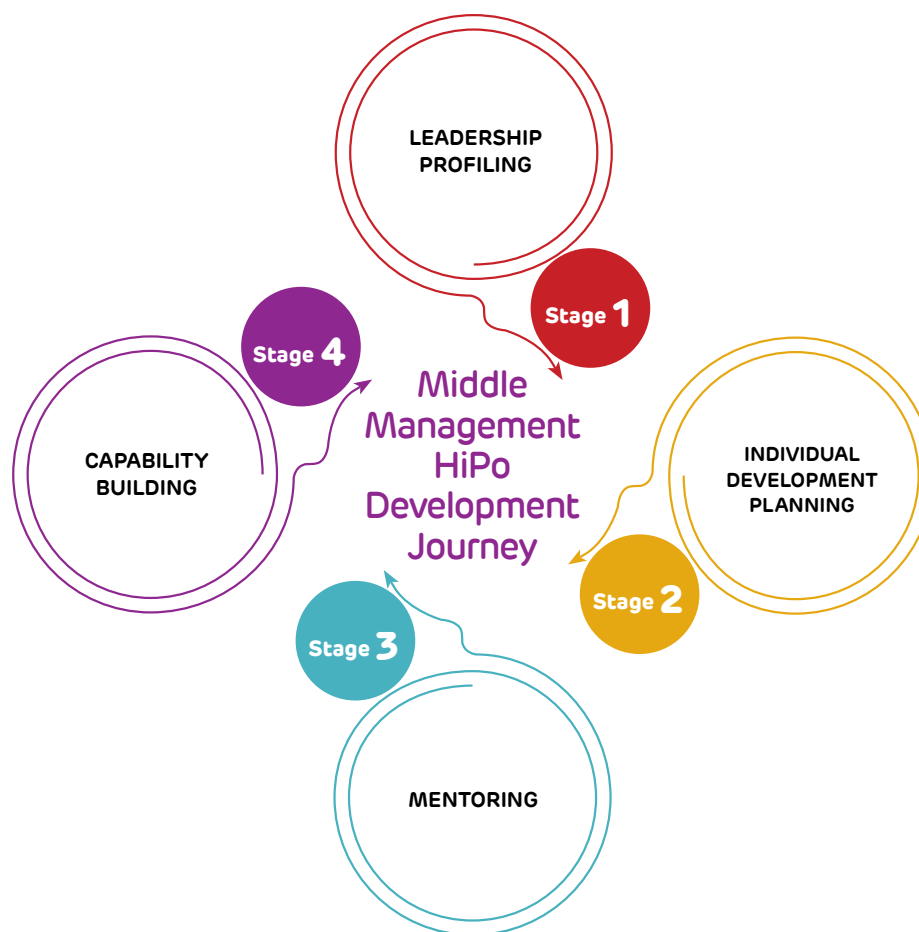 LEADERSHIP
PROFILING
Stage 1
Stage 4
Middle
Management
HiPo
Development
Journey
CAPABILITY
BUILDING
INDIVIDUAL
DEVELOPMENT
PLANNING
Stage 2
Stage 3
MENTORING